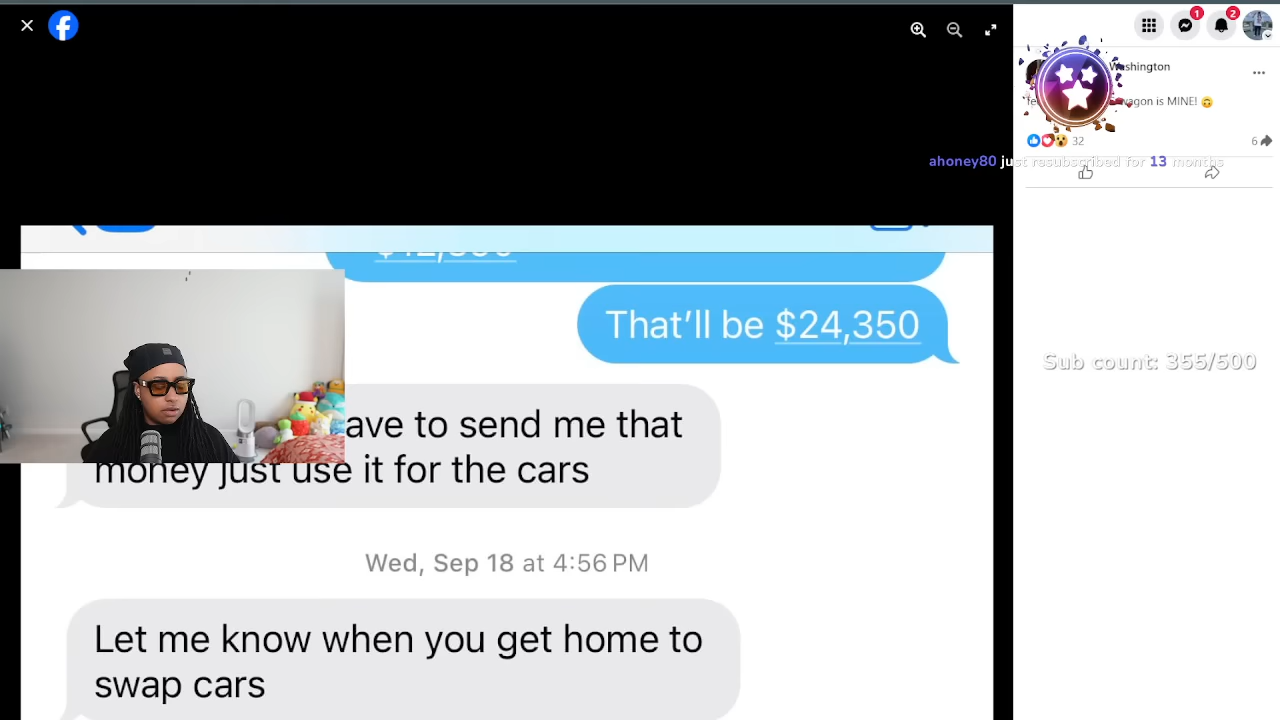 1
2
Washington
is MINE! 🙃
32
6
ahoney80 just resubscribed for 13 months
That'll be $24,350
ave to send me that
money just use it for the cars
Sub count: 355/500
Wed, Sep 18 at 4:56 PM
Let me know when you get home to
swap cars